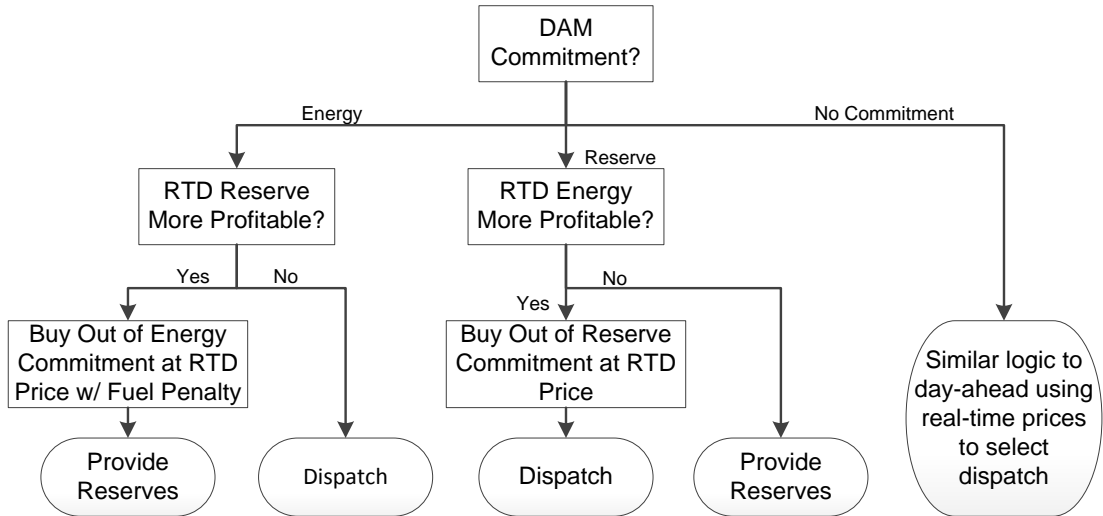 DAM
Commitment?
Energy
No Commitment
Reserve
RTD Reserve
More Profitable?
RTD Energy
More Profitable?
Yes
No
Yes
No
Buy Out of Energy
Commitment at RTD
Price w/ Fuel Penalty
Buy Out of Reserve
Commitment at RTD
Price
Similar logic to
day-ahead using
real-time prices
to select
dispatch
Provide
Reserves
Dispatch
Dispatch
Provide
Reserves